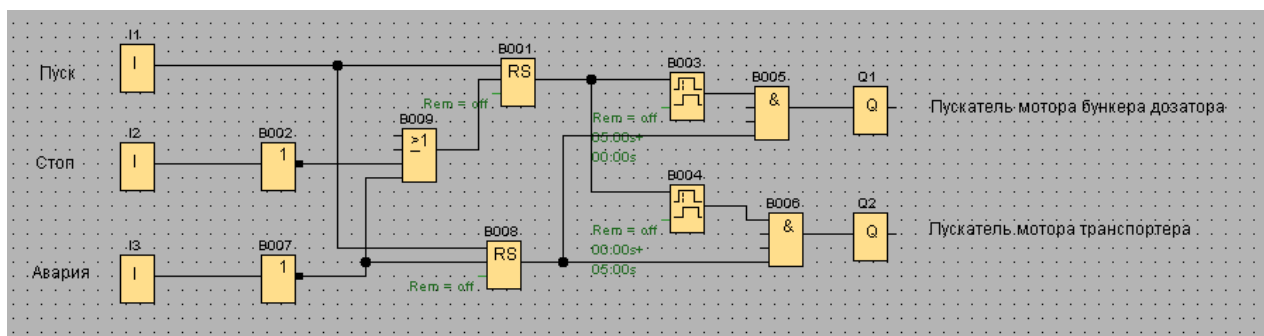 I1
I
Пуск
B001
RS
Rem = off
B003
Rem = off
05:00s+
00:00s
B005
&
Q1
Q
Пускатель мотора бункера дозатора
I2
I
Стоп
B002
1
B009
≥1
B004
Rem = off
00:00s+
05:00s
B006
&
Q2
Q
Пускатель мотора транспортера
I3
I
Авария
B007
1
B008
RS
Rem = off